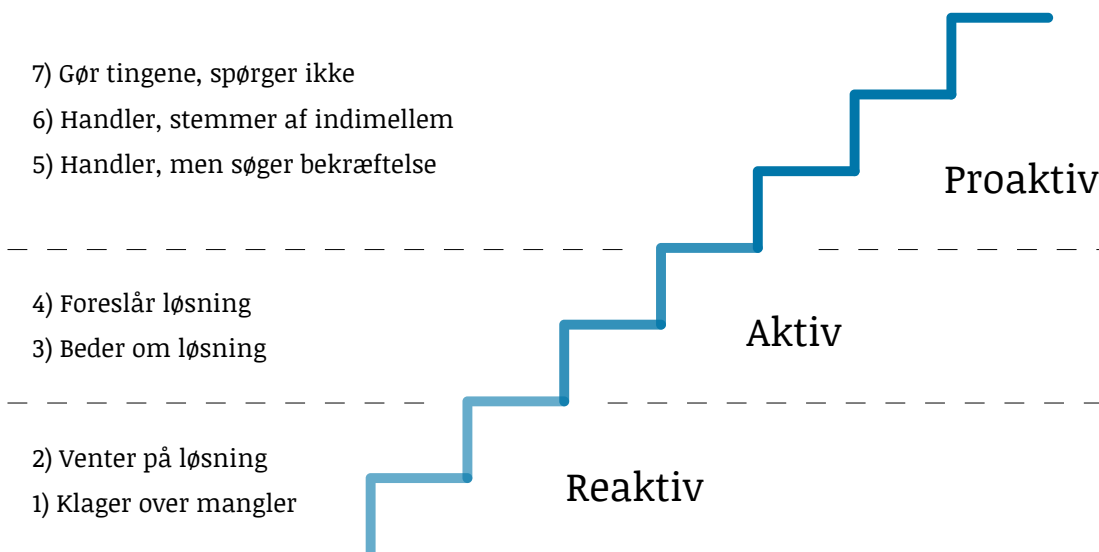 7) Gør tingene, spørger ikke
6) Handler, stemmer af indimellem
5) Handler, men søger bekræftelse
Proaktiv
4) Foreslår løsning
3) Beder om løsning
Aktiv
2) Venter på løsning
1) Klager over mangler
Reaktiv